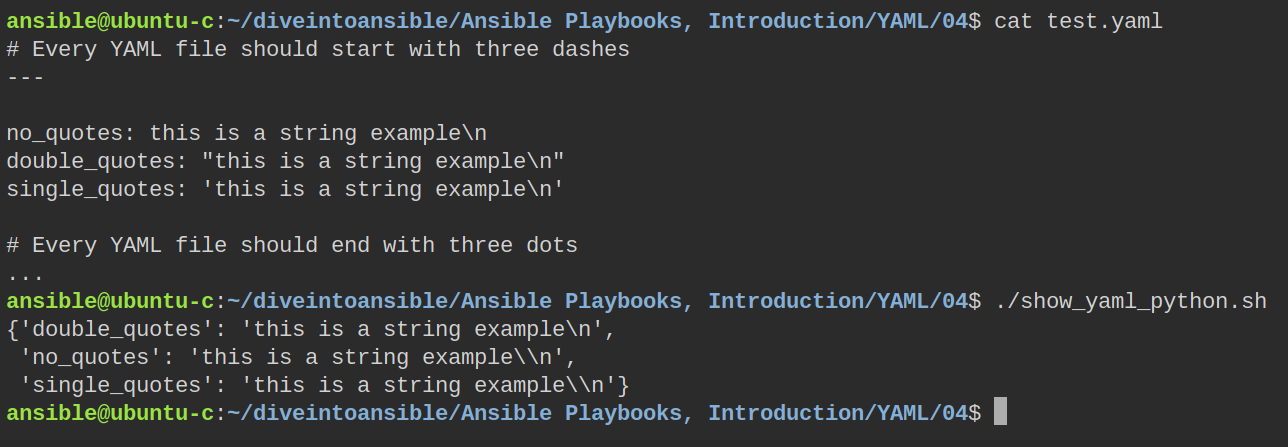 ansible@ubuntu-c:~/diveintoansible/Ansible Playbooks, Introduction/YAML/04$ cat test.yaml
# Every YAML file should start with three dashes
---
no_quotes: this is a string example\n
double_quotes: "this is a string example\n"
single_quotes: 'this is a string example\n'
# Every YAML file should end with three dots
...
ansible@ubuntu-c:~/diveintoansible/Ansible Playbooks, Introduction/YAML/04$ ./show_yaml_python.sh
{'double_quotes': 'this is a string example\n',
 'no_quotes': 'this is a string example\\n',
 'single_quotes': 'this is a string example\\n'}
ansible@ubuntu-c:~/diveintoansible/Ansible Playbooks, Introduction/YAML/04$